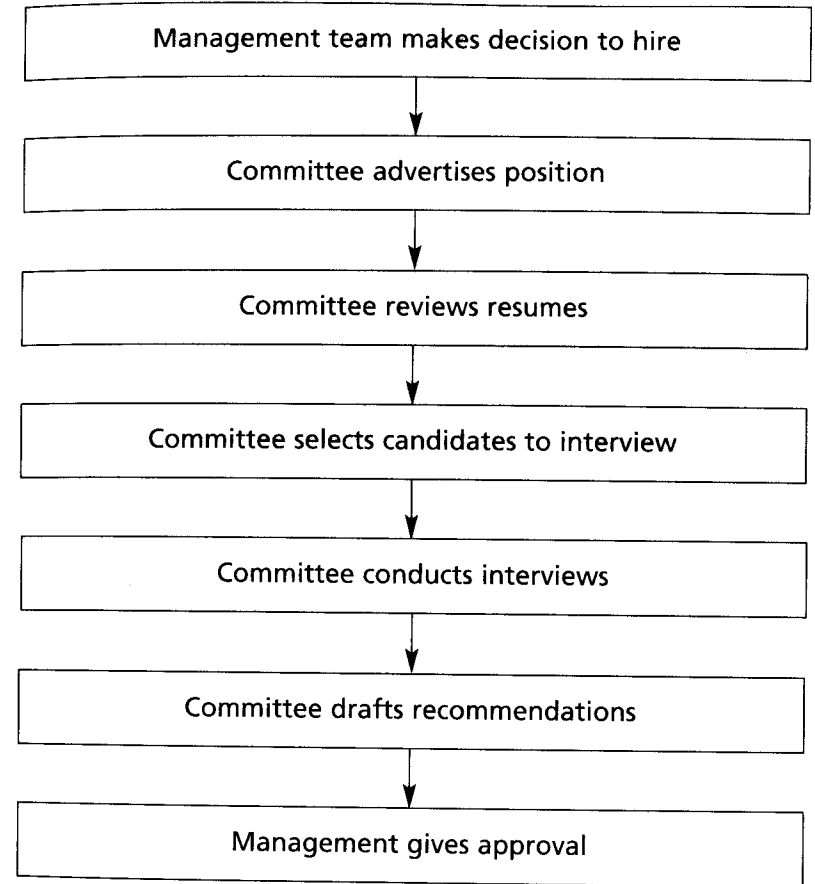 Management team makes decision to hire
Committee advertises position
Committee reviews resumes
Committee selects candidates to interview
Committee conducts interviews
Committee drafts recommendations
Management gives approval